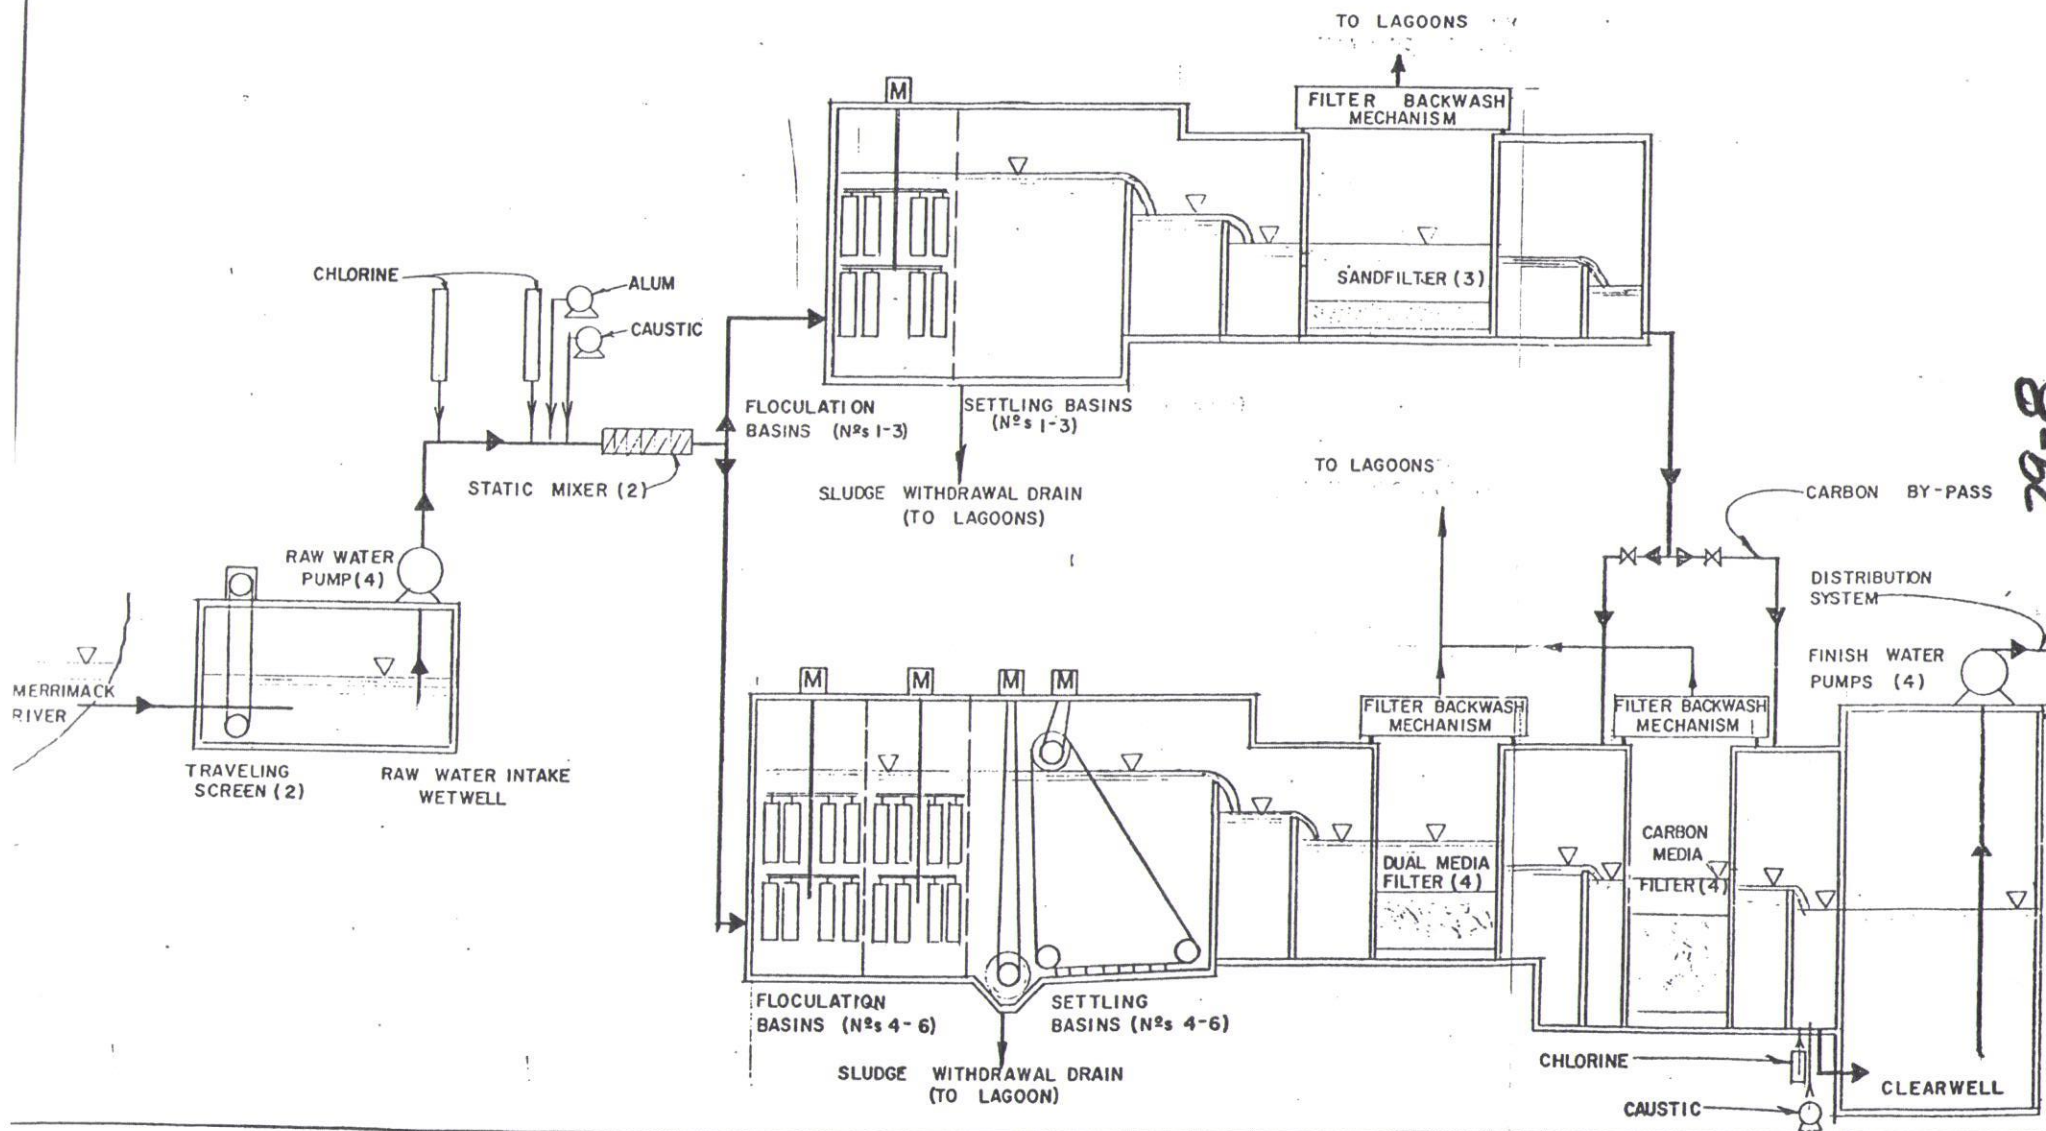 TO LAGOONS
M
FILTER BACKWASH
MECHANISM
CHLORINE
ALUM
CAUSTIC
SANDFILTER (3)
FLOCULATION
BASINS (Nºs 1-3)
SETTLING BASINS
(Nºs 1-3)
STATIC MIXER (2)
SLUDGE WITHDRAWAL DRAIN
(TO LAGOONS)
TO LAGOONS
79-8
CARBON BY-PASS
RAW WATER
PUMP (4)
DISTRIBUTION
SYSTEM
MERRIMACK
RIVER
TRAVELING
SCREEN (2)
RAW WATER INTAKE
WETWELL
M
M
M
M
FILTER BACKWASH
MECHANISM
FILTER BACKWASH
MECHANISM
FINISH WATER
PUMPS (4)
DUAL MEDIA
FILTER (4)
CARBON
MEDIA
FILTER (4)
FLOCULATION
BASINS (Nºs 4-6)
SETTLING
BASINS (Nºs 4-6)
SLUDGE WITHDRAWAL DRAIN
(TO LAGOON)
CHLORINE
CAUSTIC
CLEARWELL